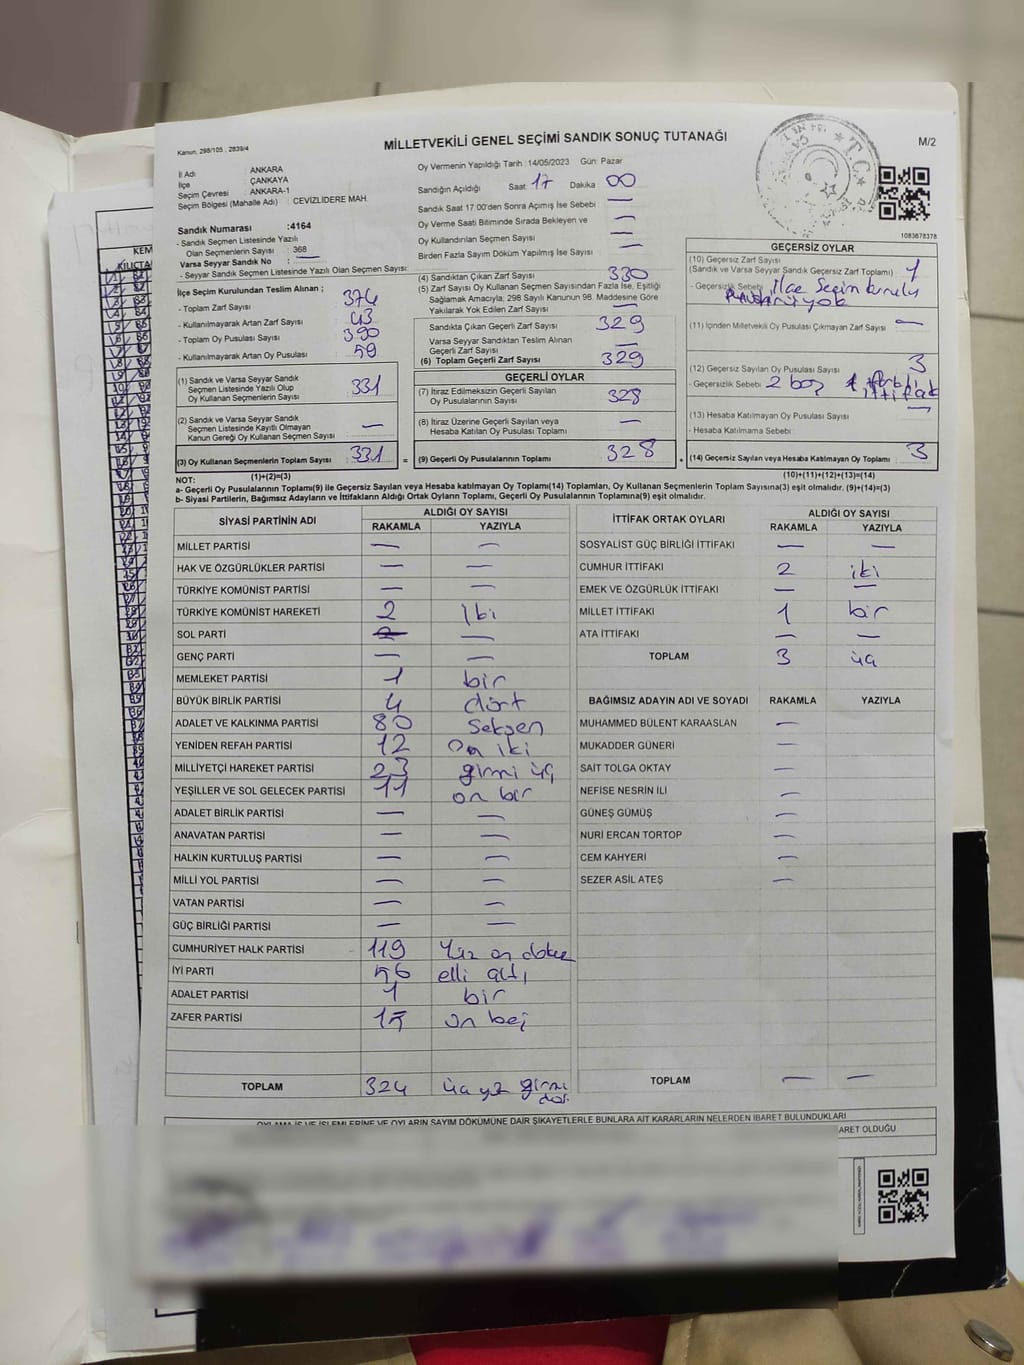 Kanun, 298/105 , 2839/4
MİLLETVEKİLİ GENEL SEÇİMİ SANDIK SONUÇ TUTANAĞI
M/2
İl Adı : ANKARA
İlçe : ÇANKAYA
Seçim Çevresi : ANKARA-1
Seçim Bölgesi (Mahalle Adı) : CEVİZLİDERE MAH.
Sandık Numarası :4164
- Sandık Seçmen Listesinde Yazılı
Olan Seçmenlerin Sayısı : 368
Varsa Seyyar Sandık No : —
- Seyyar Sandık Seçmen Listesinde Yazılı Olan Seçmen Sayısı:
İlçe Seçim Kurulundan Teslim Alınan ;
- Toplam Zarf Sayısı : 374
- Kullanılmayarak Artan Zarf Sayısı : 43
- Toplam Oy Pusulası Sayısı : 390
- Kullanılmayarak Artan Oy Pusulası : 59
(1) Sandık ve Varsa Seyyar Sandık
Seçmen Listesinde Yazılı Olup
Oy Kullanan Seçmenlerin Sayısı : 331
(2) Sandık ve Varsa Seyyar Sandık
Seçmen Listesinde Kayıtlı Olmayan
Kanun Gereği Oy Kullanan Seçmen Sayısı : —
(3) Oy Kullanan Seçmenlerin Toplam Sayısı : 331 =
Oy Vermenin Yapıldığı Tarih : 14/05/2023 Gün: Pazar
Sandığın Açıldığı Saat: 17 Dakika 00
Sandık Saat 17.00'den Sonra Açımış İse Sebebi : —
Oy Verme Saati Bitiminde Sırada Bekleyen ve
Oy Kullandırılan Seçmen Sayısı : —
Birden Fazla Sayım Döküm Yapılmış İse Sayısı : —
(4) Sandıktan Çıkan Zarf Sayısı : 330
(5) Zarf Sayısı Oy Kullanan Seçmen Sayısından Fazla İse, Eşitliği
Sağlamak Amacıyla, 298 Sayılı Kanunun 98. Maddesine Göre
Yakılarak Yok Edilen Zarf Sayısı : —
Sandıkta Çıkan Geçerli Zarf Sayısı : 329
Varsa Seyyar Sandıktan Teslim Alınan
Geçerli Zarf Sayısı : —
(6) Toplam Geçerli Zarf Sayısı : 329
GEÇERLİ OYLAR
(7) İtiraz Edilmeksizin Geçerli Sayılan
Oy Pusulalarının Sayısı : 328
(8) İtiraz Üzerine Geçerli Sayılan veya
Hesaba Katılan Oy Pusulası Toplamı : —
(9) Geçerli Oy Pusulalarının Toplamı : 328 +
1083678378
GEÇERSİZ OYLAR
(10) Geçersiz Zarf Sayısı
(Sandık ve Varsa Seyyar Sandık Geçersiz Zarf Toplamı) : 1
- Geçersizlik Sebebi : ilçe Seçim kurulu
yok
(11) İçinden Milletvekili Oy Pusulası Çıkmayan Zarf Sayısı : —
(12) Geçersiz Sayılan Oy Pusulası Sayısı : 3
- Geçersizlik Sebebi : 2 boş 1 ittifak
(13) Hesaba Katılmayan Oy Pusulası Sayısı : —
- Hesaba Katılmama Sebebi :
(14) Geçersiz Sayılan veya Hesaba Katılmayan Oy Toplamı : 3
NOT: (1)+(2)=(3) (10)+(11)+(12)+(13)=(14)
a- Geçerli Oy Pusulalarının Toplamı(9) ile Geçersiz Sayılan veya Hesaba Katılmayan Oy Toplamı(14) Toplamları, Oy Kullanan Seçmenlerin Toplam Sayısına(3) eşit olmalıdır. (9)+(14)=(3)
b- Siyasi Partilerin, Bağımsız Adayların ve İttifakların Aldığı Ortak Oyların Toplamı, Geçerli Oy Pusulalarının Toplamına(9) eşit olmalıdır.
SİYASİ PARTİNİN ADI ALDIĞI OY SAYISI
RAKAMLA YAZIYLA
MİLLET PARTİSİ — —
HAK VE ÖZGÜRLÜKLER PARTİSİ — —
TÜRKİYE KOMÜNİST PARTİSİ — —
TÜRKİYE KOMÜNİST HAREKETİ 2 İki
SOL PARTİ — —
GENÇ PARTİ — —
MEMLEKET PARTİSİ 1 bir
BÜYÜK BİRLİK PARTİSİ 4 dört
ADALET VE KALKINMA PARTİSİ 80 Seksen
YENİDEN REFAH PARTİSİ 12 on iki
MİLLİYETÇİ HAREKET PARTİSİ 23 yirmi üç
YEŞİLLER VE SOL GELECEK PARTİSİ 11 on bir
ADALET BİRLİK PARTİSİ — —
ANAVATAN PARTİSİ — —
HALKIN KURTULUŞ PARTİSİ — —
MİLLİ YOL PARTİSİ — —
VATAN PARTİSİ — —
GÜÇ BİRLİĞİ PARTİSİ — —
CUMHURİYET HALK PARTİSİ 119 Yüz on dokuz
İYİ PARTİ 56 elli altı
ADALET PARTİSİ 1 bir
ZAFER PARTİSİ 15 on beş
TOPLAM 324 üç yüz yirmi dört
İTTİFAK ORTAK OYLARI ALDIĞI OY SAYISI
RAKAMLA YAZIYLA
SOSYALİST GÜÇ BİRLİĞİ İTTİFAKI — —
CUMHUR İTTİFAKI 2 iki
EMEK VE ÖZGÜRLÜK İTTİFAKI — —
MİLLET İTTİFAKI 1 bir
ATA İTTİFAKI — —
TOPLAM 3 üç
BAĞIMSIZ ADAYIN ADI VE SOYADI RAKAMLA YAZIYLA
MUHAMMED BÜLENT KARAASLAN —
MUKADDER GÜNERİ —
SAİT TOLGA OKTAY —
NEFİSE NESRİN İLİ —
GÜNEŞ GÜMÜŞ —
NURİ ERCAN TORTOP —
CEM KAHYERİ —
SEZER ASİL ATEŞ —
TOPLAM — —
OYLAMA İŞ VE İŞLEMLERİNE VE OYLARIN SAYIM DÖKÜMÜNE DAİR ŞİKAYETLERLE BUNLARA AİT KARARLARIN NELERDEN İBARET BULUNDUKLARI
ARET OLDUĞU